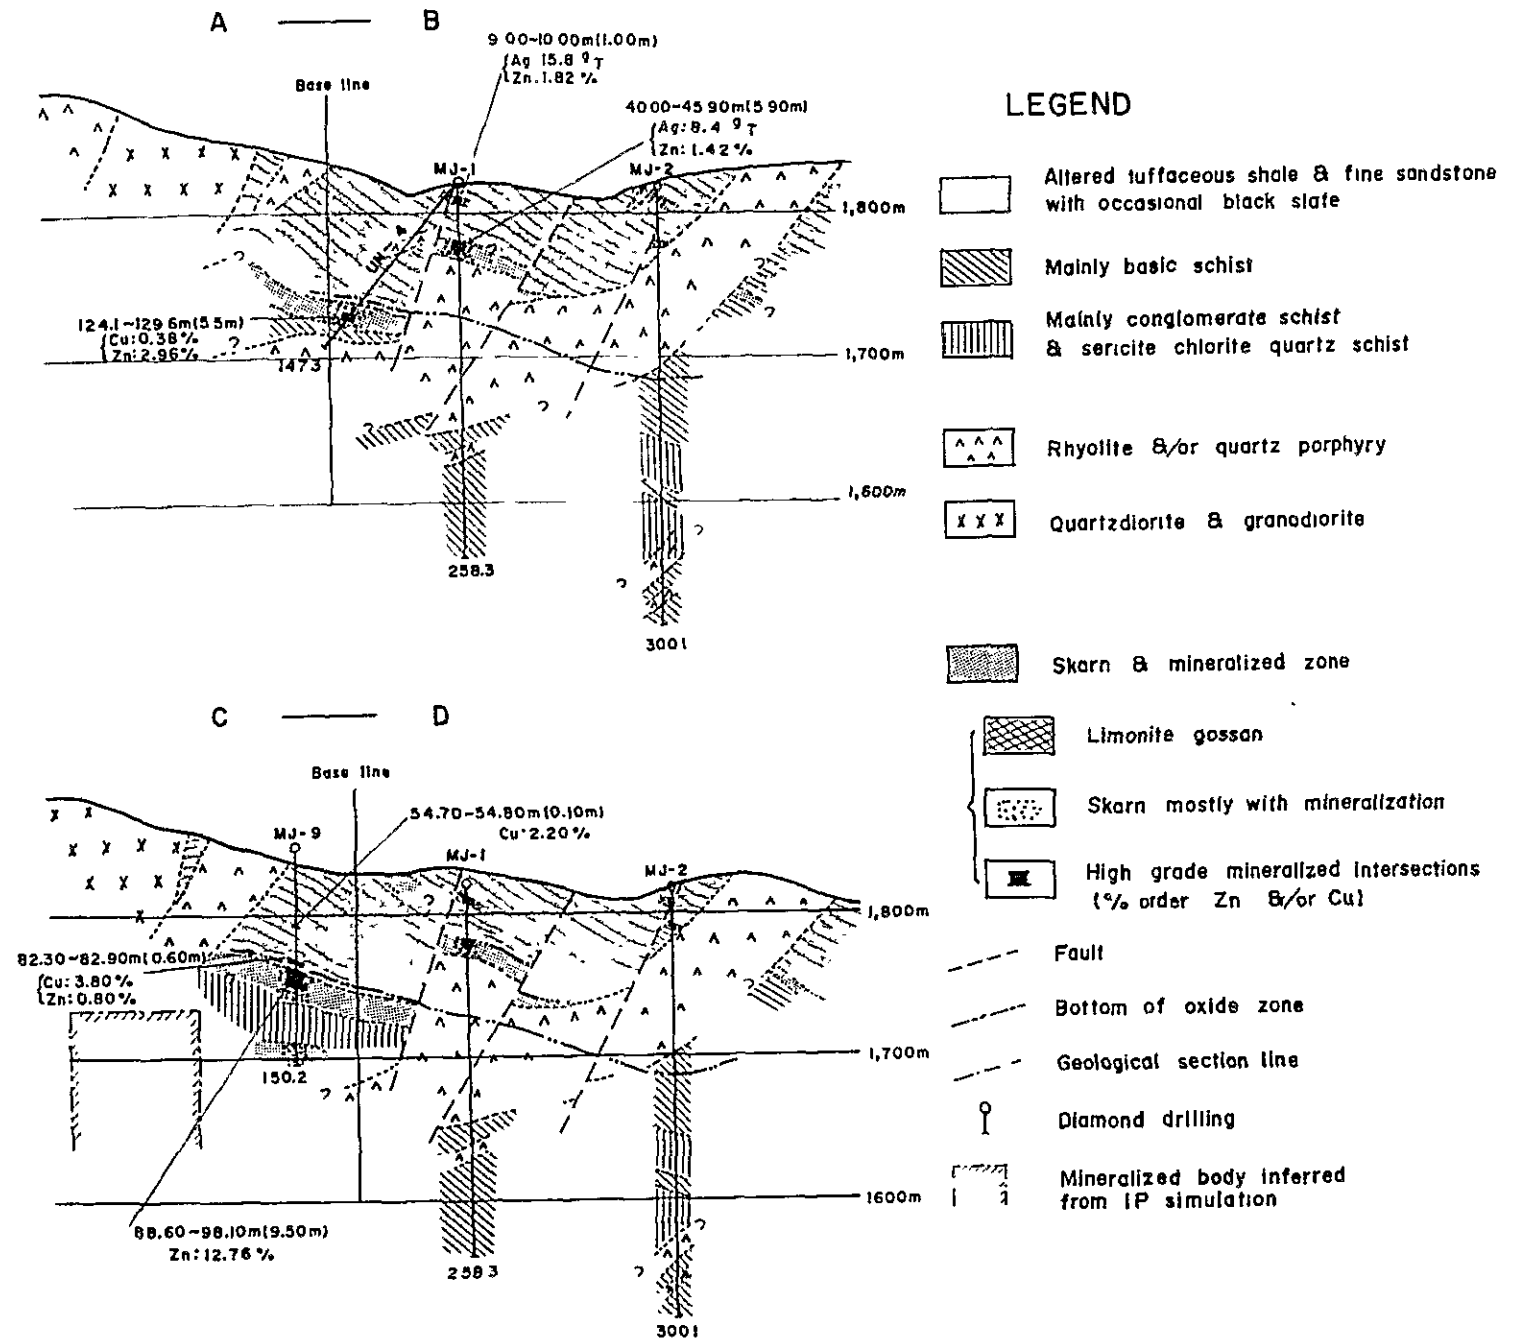 A — B
9 00~10 00m(1.00m)
Ag 15.8 g T
Zn.1.82 %
Base line
40 00~45 90m(5 90m)
Ag: 8.4 g T
Zn: 1.42 %
MJ-1
MJ-2
1,800m
?
124.1~129 6m(5 5m)
Cu:0.38 %
Zn: 2.96 %
?
147 3
1,700m
?
?
?
?
1,600m
?
?
258.3
300 1
C — D
Base line
54.70~54.80m(0.10m)
Cu: 2.20 %
MJ-9
MJ-1
MJ-2
1,800m
82.30~82.90m(0.60m)
Cu: 3.80 %
Zn: 0.80 %
?
?
150.2
1,700m
?
1600m
88.60~98.10m(9.50m)
Zn: 12.76 %
?
?
258 3
300 1
LEGEND
Altered tuffaceous shale & fine sandstone
with occasional black slate
Mainly basic schist
Mainly conglomerate schist
& sericite chlorite quartz schist
Rhyolite &/or quartz porphyry
Quartzdiorite & granodiorite
Skarn & mineralized zone
Limonite gossan
Skarn mostly with mineralization
High grade mineralized intersections
(% order Zn &/or Cu)
Fault
Bottom of oxide zone
Geological section line
Diamond drilling
Mineralized body inferred
from IP simulation